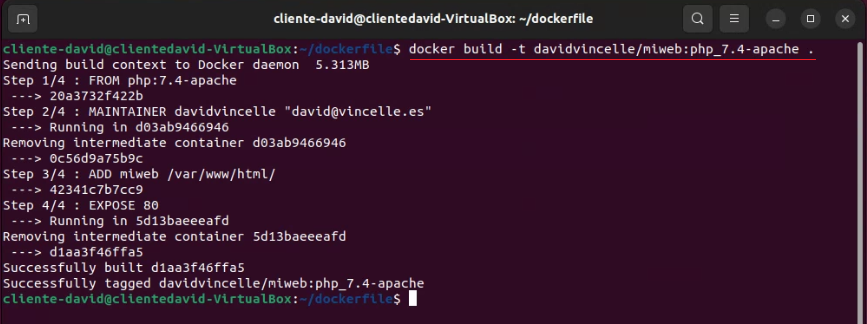 cliente-david@clientedavid-VirtualBox: ~/dockerfile
cliente-david@clientedavid-VirtualBox:~/dockerfile$ docker build -t davidvincelle/miweb:php_7.4-apache .
Sending build context to Docker daemon  5.313MB
Step 1/4 : FROM php:7.4-apache
 ---> 20a3732f422b
Step 2/4 : MAINTAINER davidvincelle "david@vincelle.es"
 ---> Running in d03ab9466946
Removing intermediate container d03ab9466946
 ---> 0c56d9a75b9c
Step 3/4 : ADD miweb /var/www/html/
 ---> 42341c7b7cc9
Step 4/4 : EXPOSE 80
 ---> Running in 5d13baeeeafd
Removing intermediate container 5d13baeeeafd
 ---> d1aa3f46ffa5
Successfully built d1aa3f46ffa5
Successfully tagged davidvincelle/miweb:php_7.4-apache
cliente-david@clientedavid-VirtualBox:~/dockerfile$